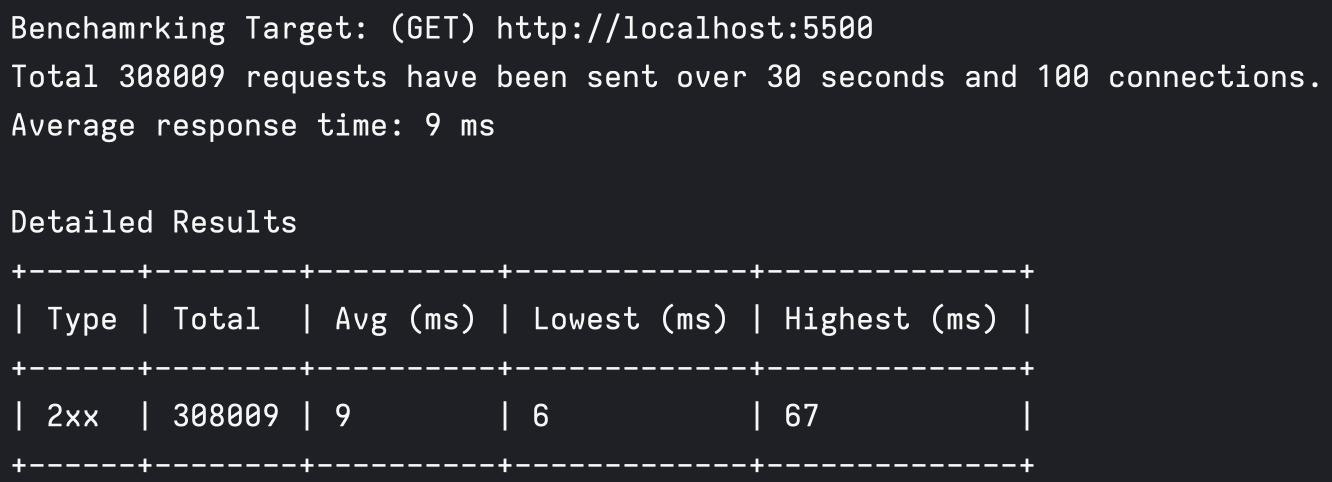 Benchamrking Target: (GET) http://localhost:5500
Total 308009 requests have been sent over 30 seconds and 100 connections.
Average response time: 9 ms
Detailed Results
+------+--------+----------+-------------+--------------+
| Type | Total  | Avg (ms) | Lowest (ms) | Highest (ms) |
+------+--------+----------+-------------+--------------+
| 2xx  | 308009 | 9        | 6           | 67           |
+------+--------+----------+-------------+--------------+